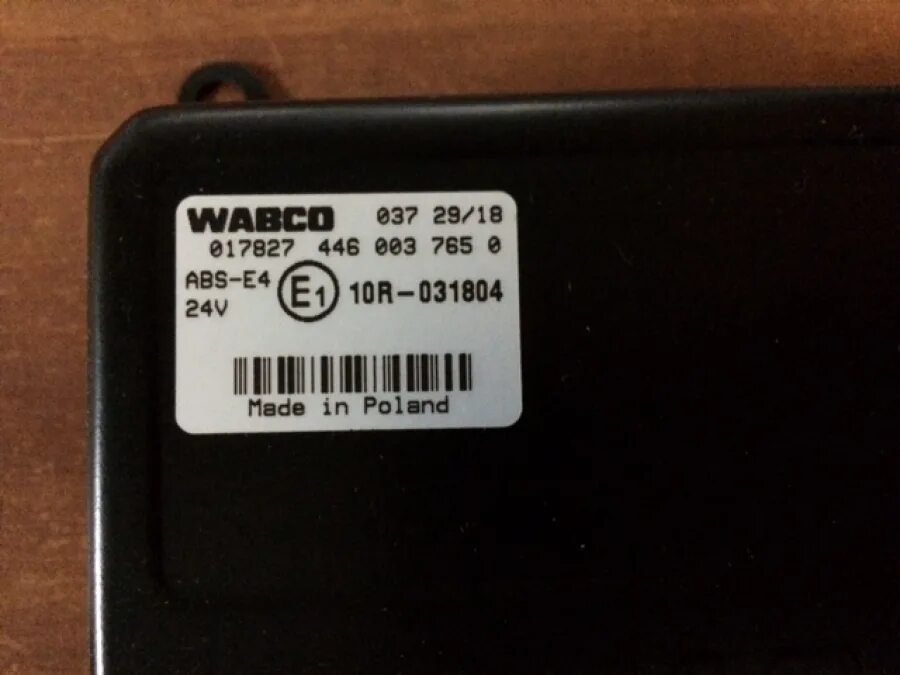 WABCO 037 29/18
017827 446 003 765 0
ABS-E4 E1 10R-031804
24V
Made in Poland